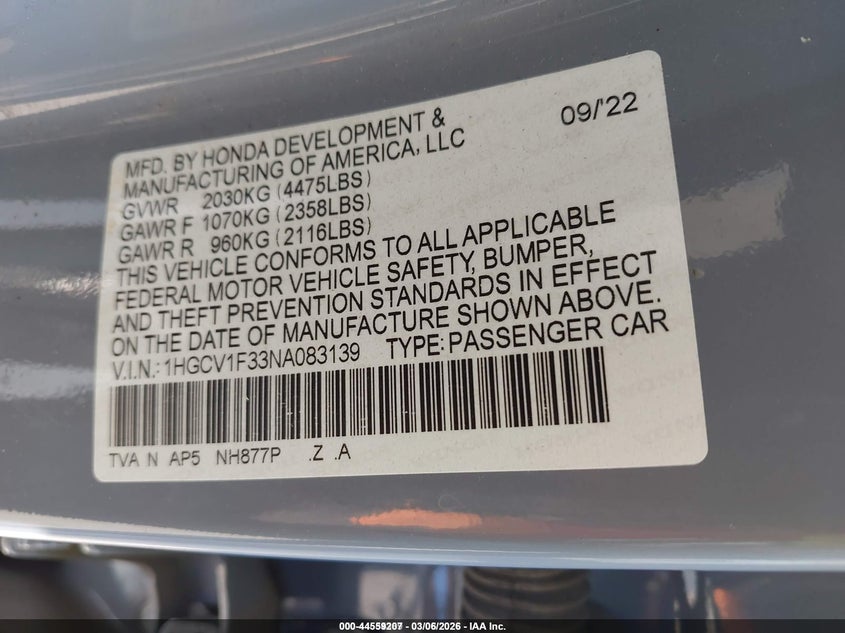 09/'22
MFD. BY HONDA DEVELOPMENT &
MANUFACTURING OF AMERICA, LLC
GVWR 2030KG (4475LBS)
GAWR F 1070KG (2358LBS)
GAWR R 960KG (2116LBS)
THIS VEHICLE CONFORMS TO ALL APPLICABLE
FEDERAL MOTOR VEHICLE SAFETY, BUMPER,
AND THEFT PREVENTION STANDARDS IN EFFECT
ON THE DATE OF MANUFACTURE SHOWN ABOVE.
V.I.N.: 1HGCV1F33NA083139 TYPE: PASSENGER CAR
TVA N AP5 NH877P .Z .A
000-44559207 - 03/06/2026 - IAA Inc.